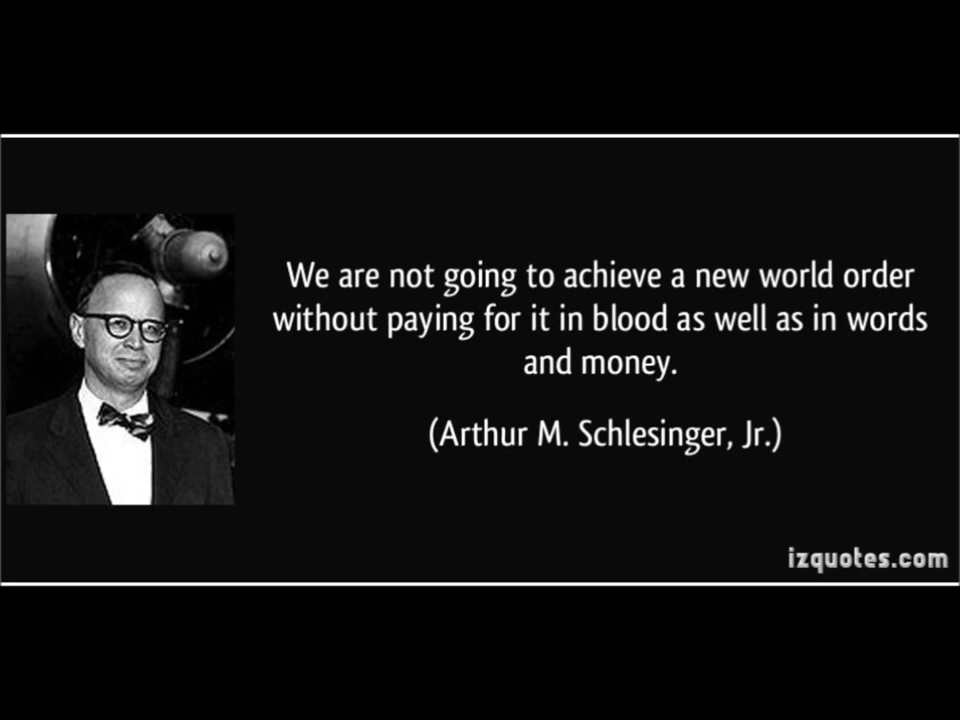 We are not going to achieve a new world order
without paying for it in blood as well as in words
and money.
(Arthur M. Schlesinger, Jr.)
izquotes.com